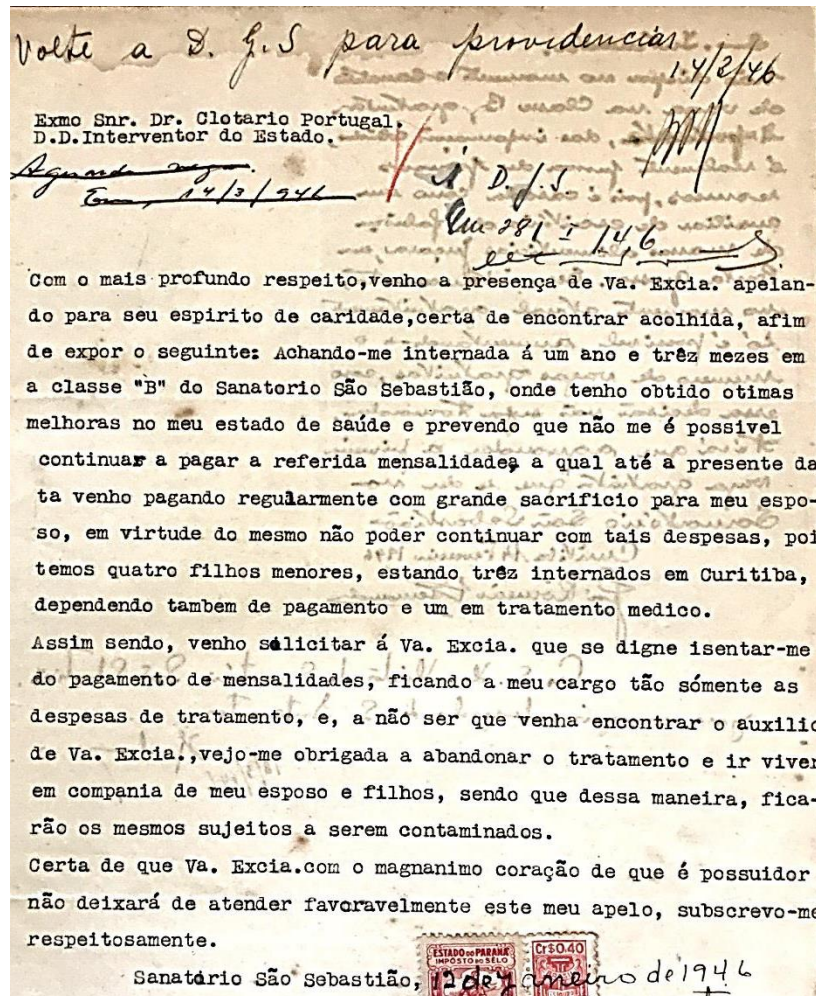 Volte a D. G. S para providencias
14/2/46
Exmo Snr. Dr. Clotario Portugal.
D.D.Interventor do Estado.
Em, 14/3/946
Á D. G. S.
Em 28/ I /46
Com o mais profundo respeito,venho a presença de Va. Excia. apelan-
do para seu espirito de caridade,certa de encontrar acolhida, afim
de expor o seguinte: Achando-me internada á um ano e trêz mezes em
a classe "B" do Sanatorio São Sebastião, onde tenho obtido otimas
melhoras no meu estado de saúde e prevendo que não me é possivel
continuar a pagar a referida mensalidade, a qual até a presente da
ta venho pagando regularmente com grande sacrificio para meu espo-
so, em virtude do mesmo não poder continuar com tais despesas, poi
temos quatro filhos menores, estando trêz internados em Curitiba,
dependendo tambem de pagamento e um em tratamento medico.
Assim sendo, venho solicitar á Va. Excia. que se digne isentar-me
do pagamento de mensalidades, ficando a meu cargo tão sómente as
despesas de tratamento, e, a não ser que venha encontrar o auxilio
de Va. Excia.,vejo-me obrigada a abandonar o tratamento e ir viver
em compania de meu esposo e filhos, sendo que dessa maneira, fica-
rão os mesmos sujeitos a serem contaminados.
Certa de que Va. Excia.com o magnanimo coração de que é possuidor
não deixará de atender favoravelmente este meu apelo, subscrevo-me
respeitosamente.
ESTADO DO PARANÁ
IMPOSTO DO SÊLO
Cr$0.40
Sanatório São Sebastião, 12 de janeiro de 1946